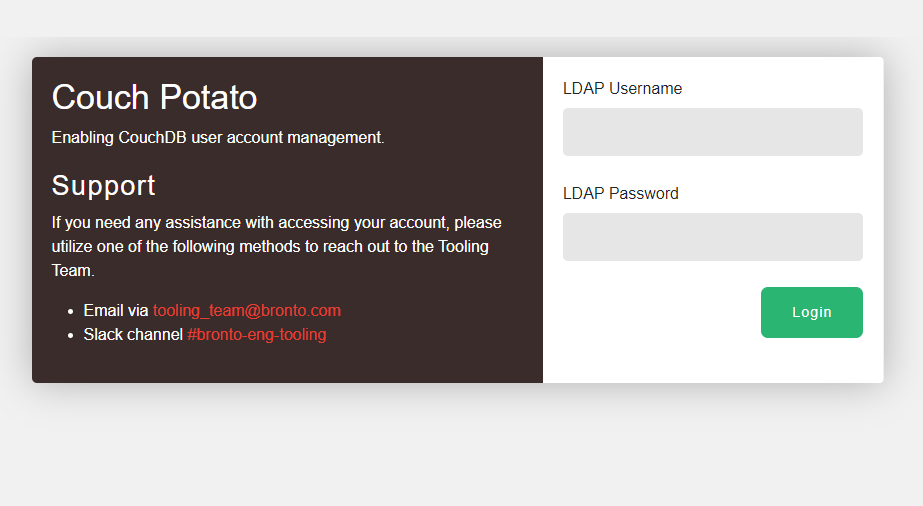 Couch Potato
Enabling CouchDB user account management.
Support
If you need any assistance with accessing your account, please
utilize one of the following methods to reach out to the Tooling
Team.
• Email via tooling_team@bronto.com
• Slack channel #bronto-eng-tooling
LDAP Username
LDAP Password
Login